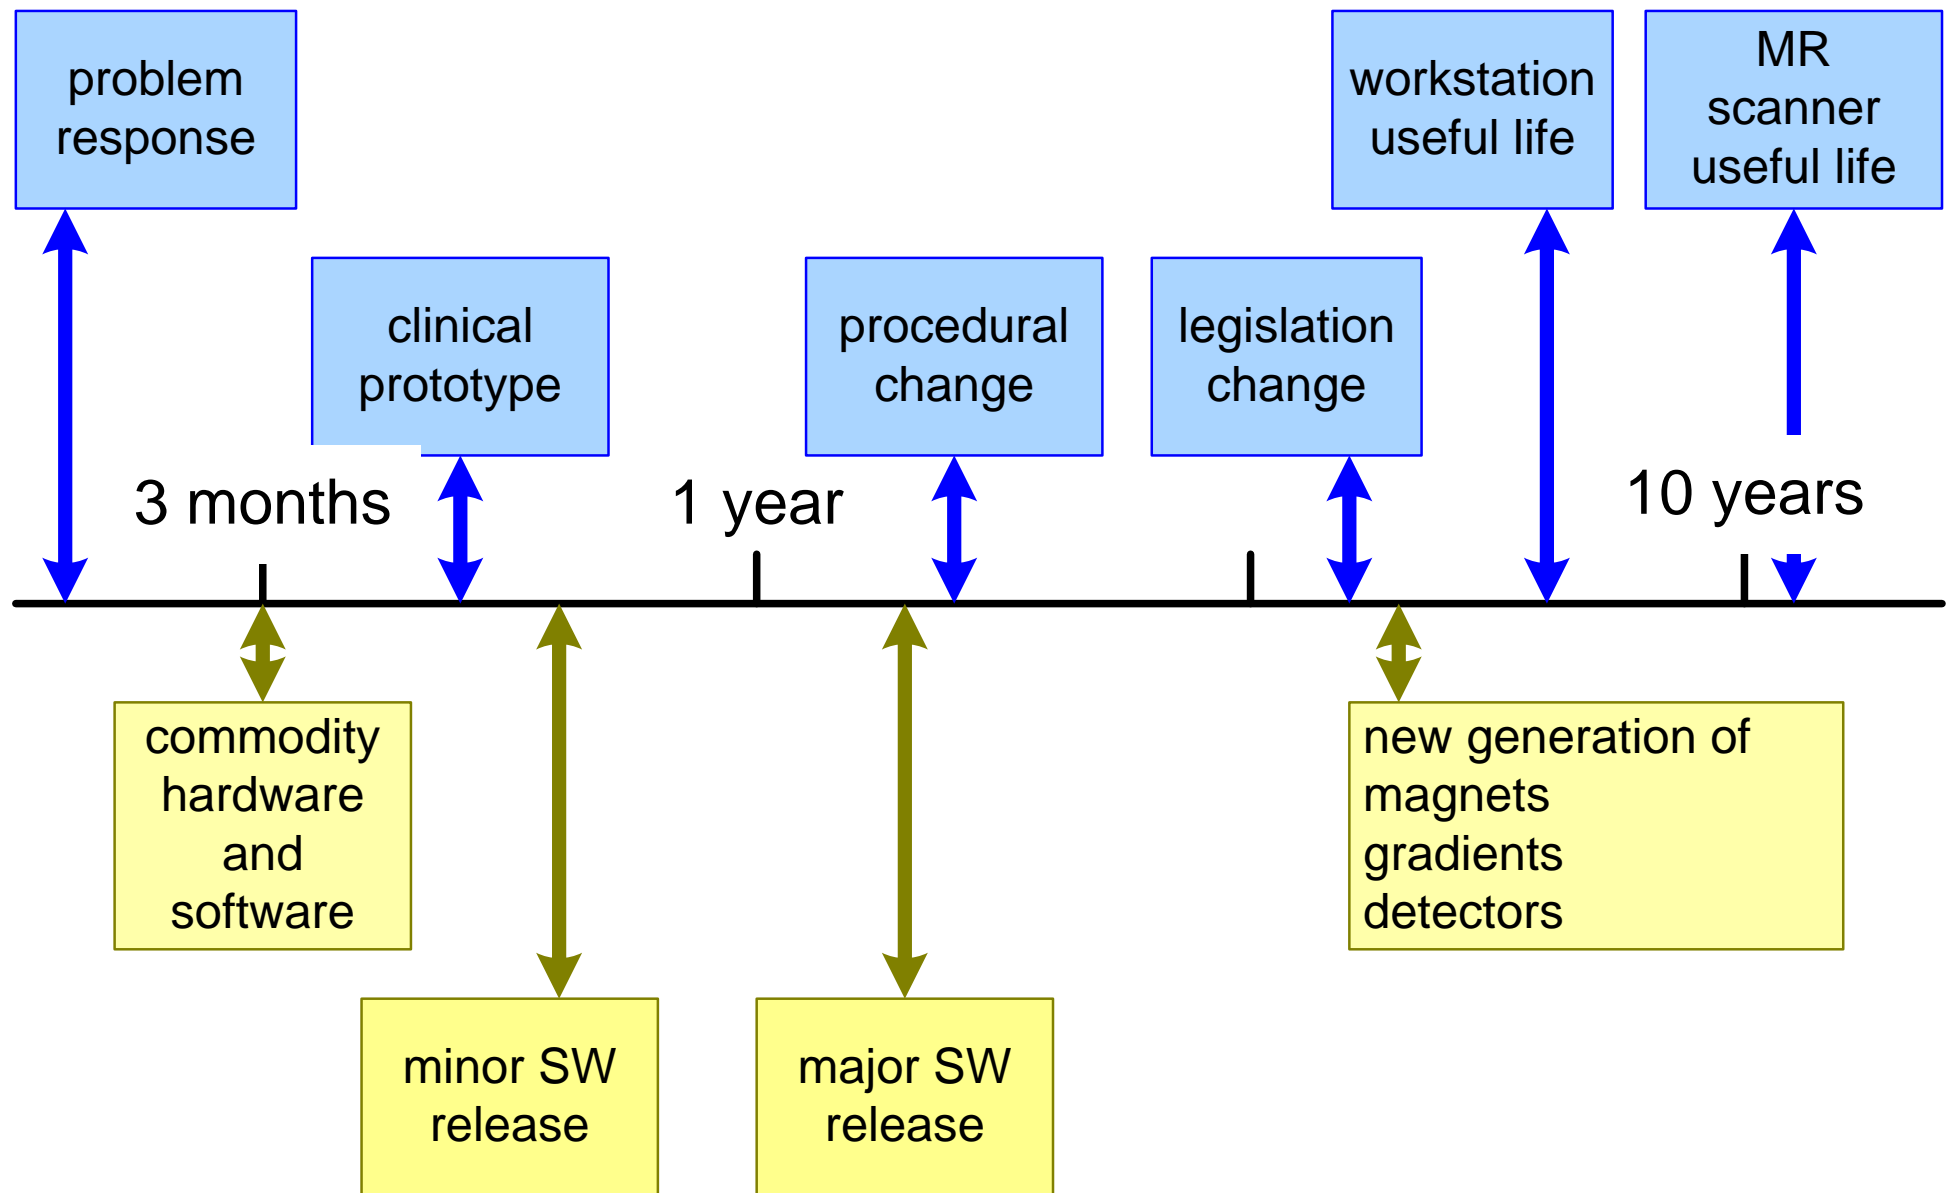 problem
response
workstation
useful life
MR
scanner
useful life
clinical
prototype
procedural
change
legislation
change
3 months
1 year
10 years
commodity
hardware
and
software
new generation of
magnets
gradients
detectors
minor SW
release
major SW
release